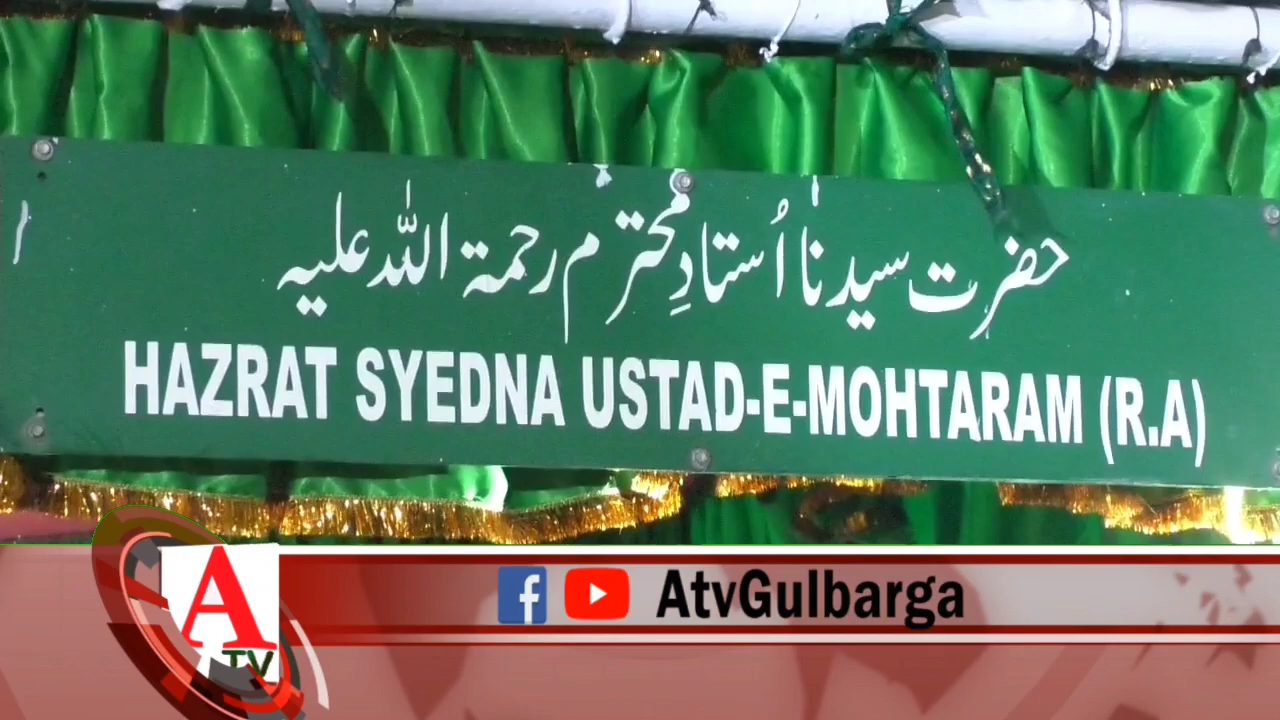 حضرت سیدنا اُستادِ محترم رحمۃ اللہ علیہ
HAZRAT SYEDNA USTAD-E-MOHTARAM (R.A)
AtvGulbarga
A
TV